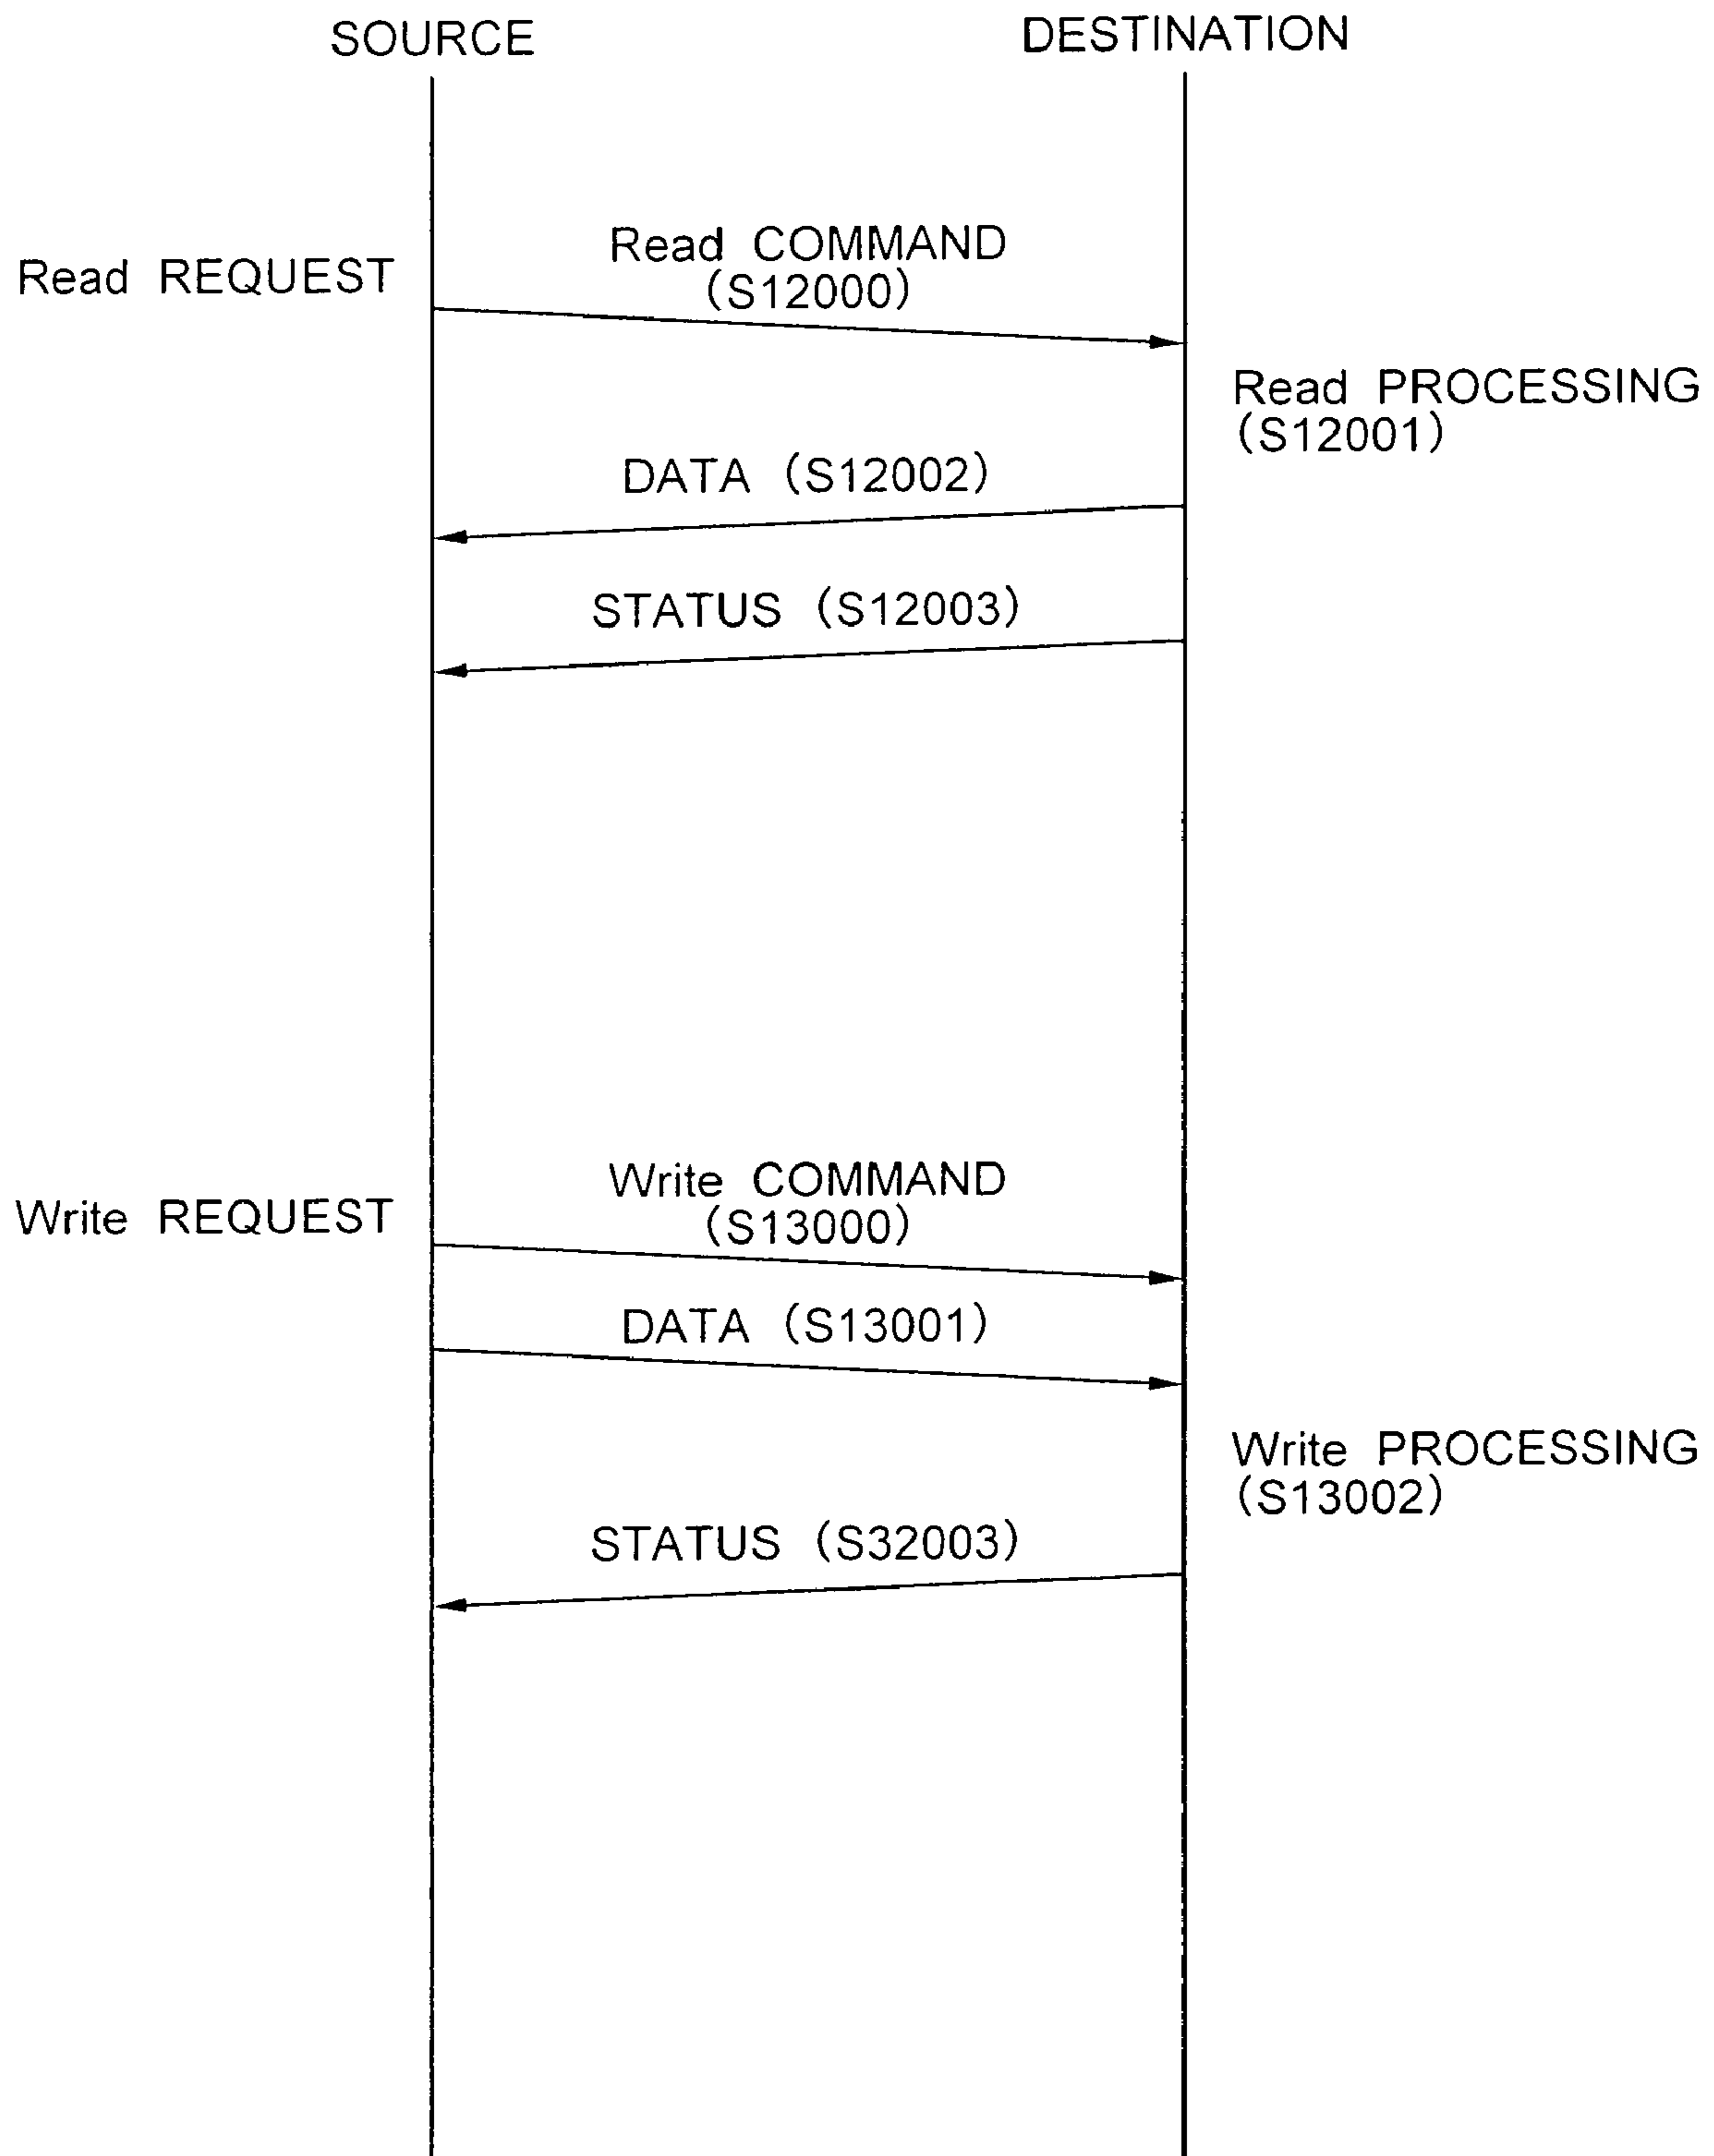 SOURCE
DESTINATION
Read REQUEST
Read COMMAND
(S12000)
Read PROCESSING
(S12001)
DATA (S12002)
STATUS (S12003)
Write REQUEST
Write COMMAND
(S13000)
DATA (S13001)
Write PROCESSING
(S13002)
STATUS (S32003)